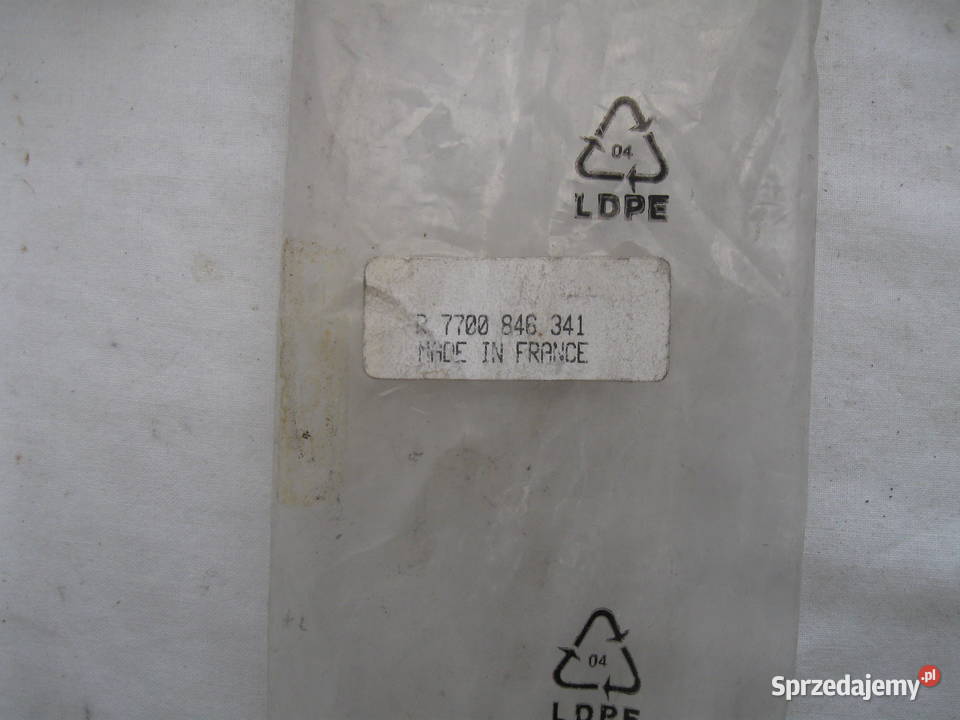 04
LDPE
R 7700 846 341
MADE IN FRANCE
04
LDPE
Sprzedajemy.pl